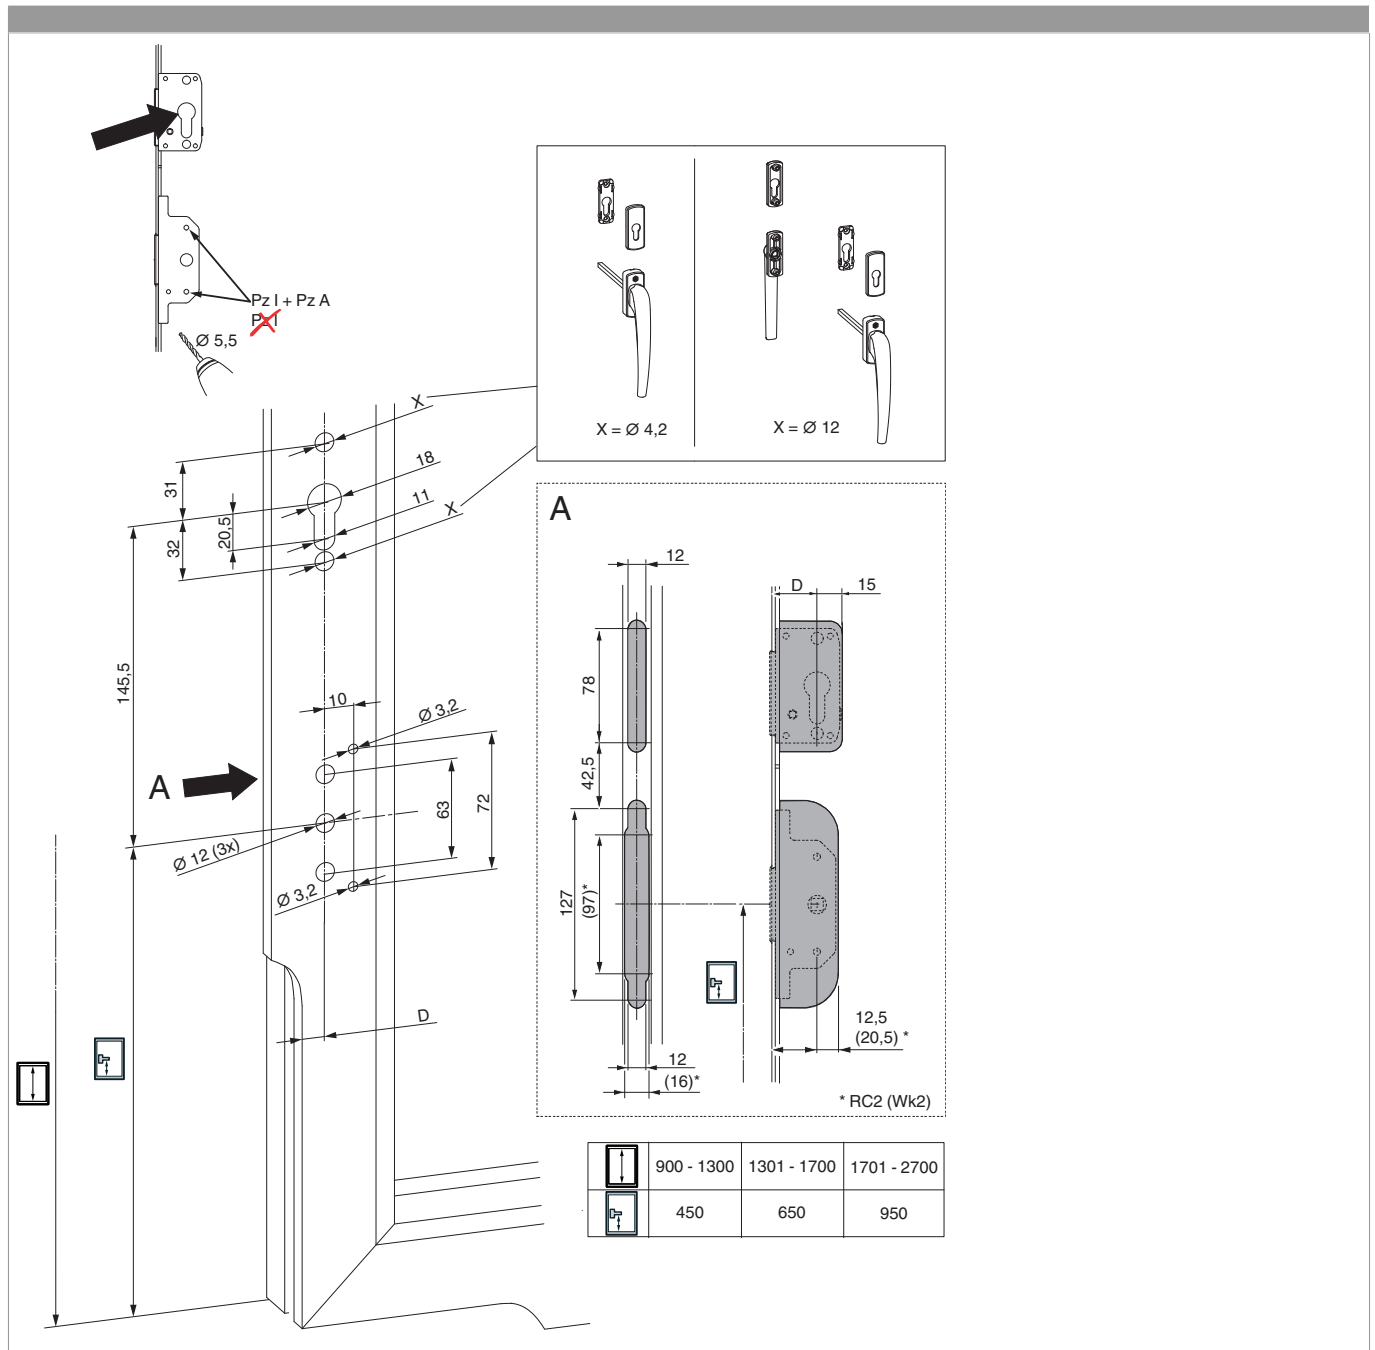 Pz I + Pz A
Pz I
Ø 5,5
X = Ø 4,2
X = Ø 12
X
18
11
X
31
20,5
32
145,5
10
Ø 3,2
63
72
A
Ø 12 (3x)
Ø 3,2
D
A
12
D
15
78
42,5
127
(97)*
12
(16)*
12,5
(20,5) *
* RC2 (Wk2)
900 - 1300 1301 - 1700 1701 - 2700
450 650 950